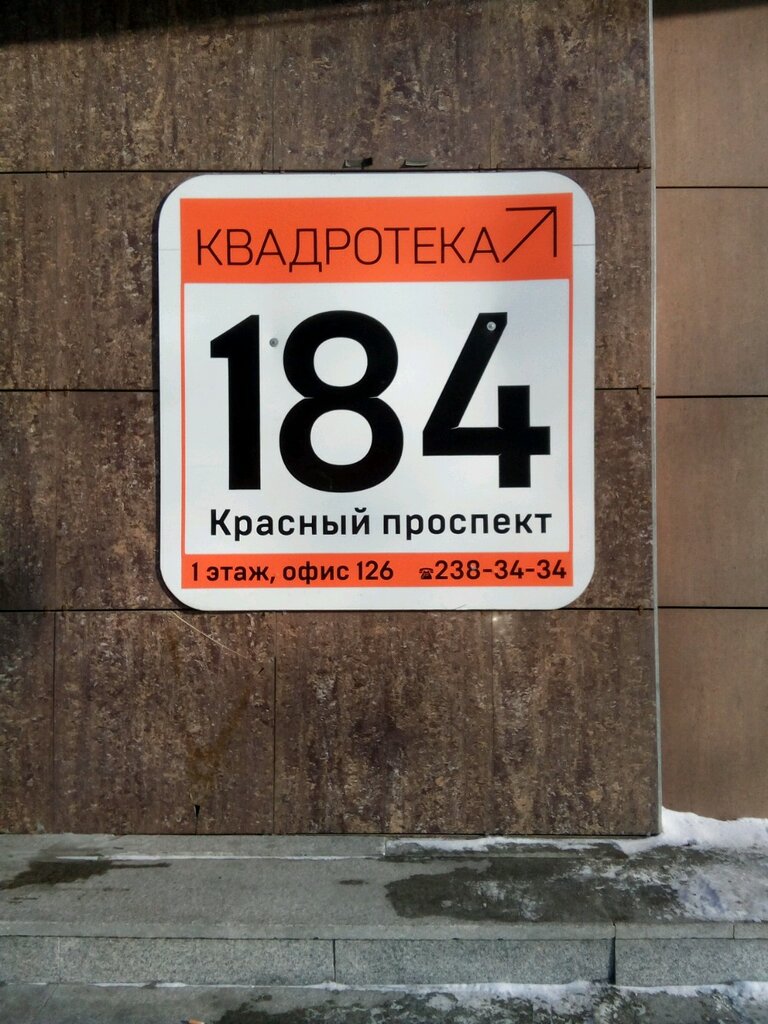 КВАДРОТЕКА
184
Красный проспект
1 этаж, офис 126 ☎238-34-34